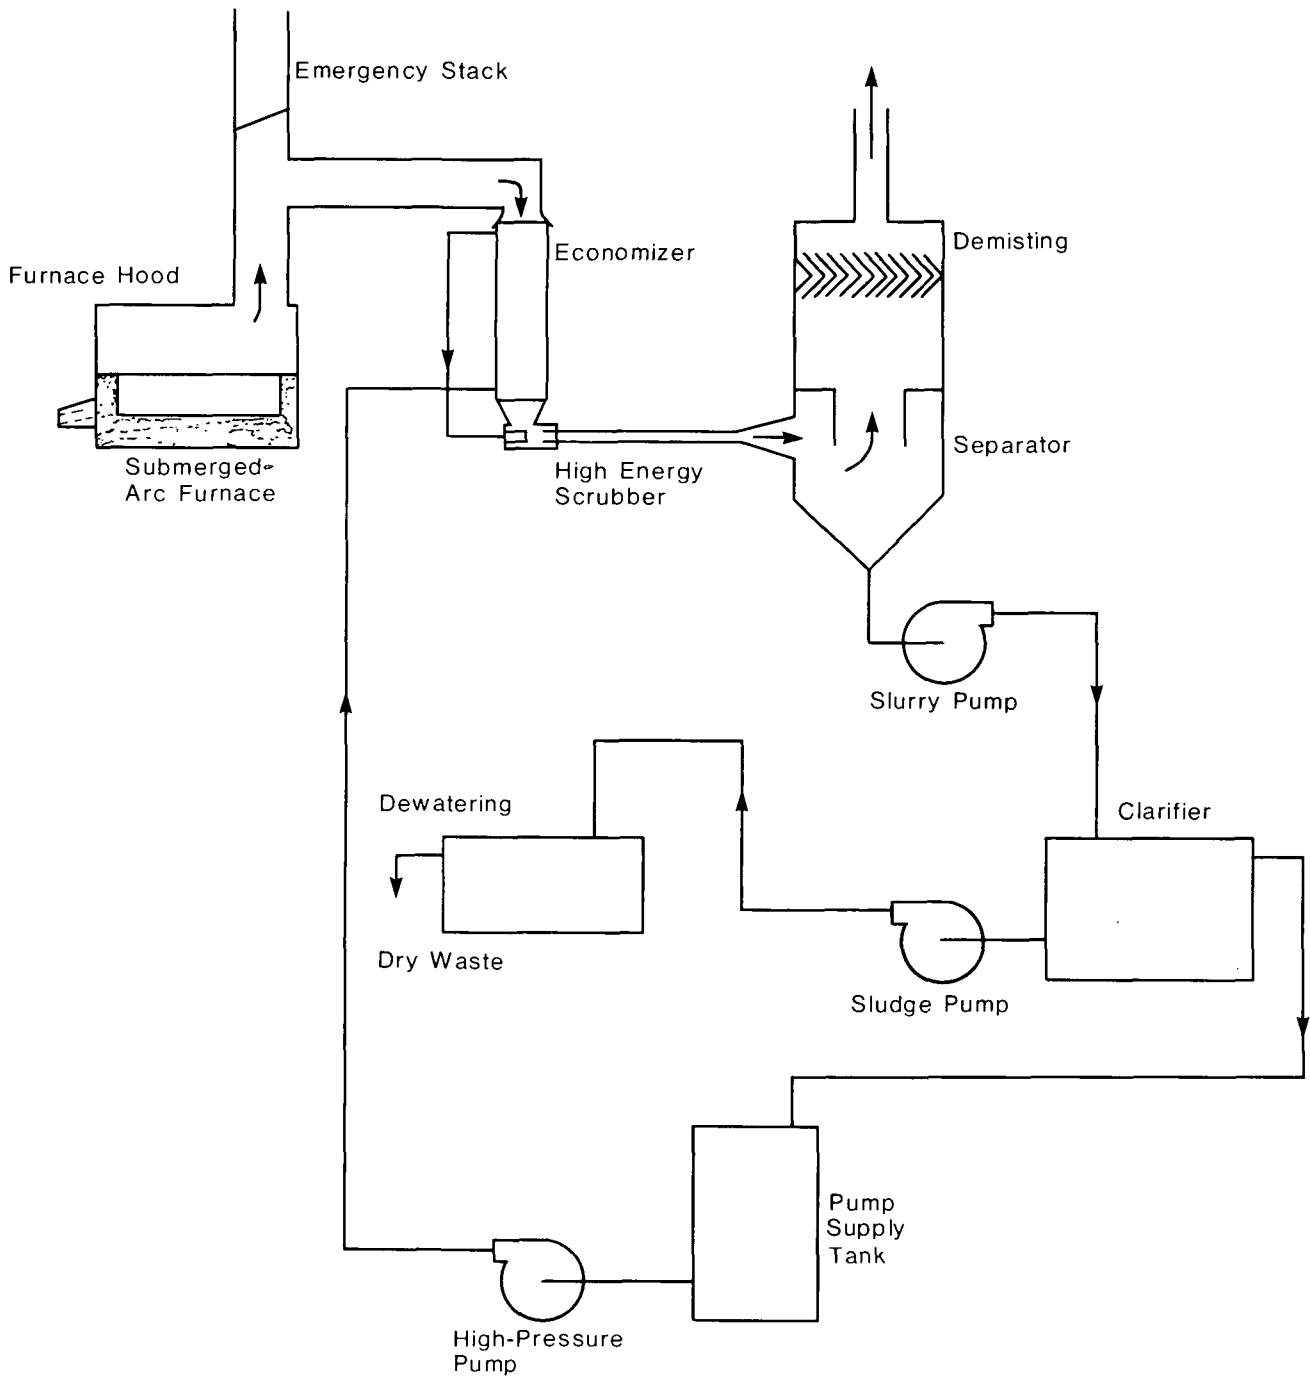 Emergency Stack
Furnace Hood
Economizer
Demisting
Submerged-
Arc Furnace
High Energy
Scrubber
Separator
Slurry Pump
Dewatering
Clarifier
Dry Waste
Sludge Pump
Pump
Supply
Tank
High-Pressure
Pump